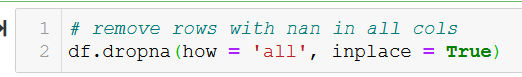 1 # remove rows with nan in all cols
2 df.dropna(how = 'all', inplace = True)